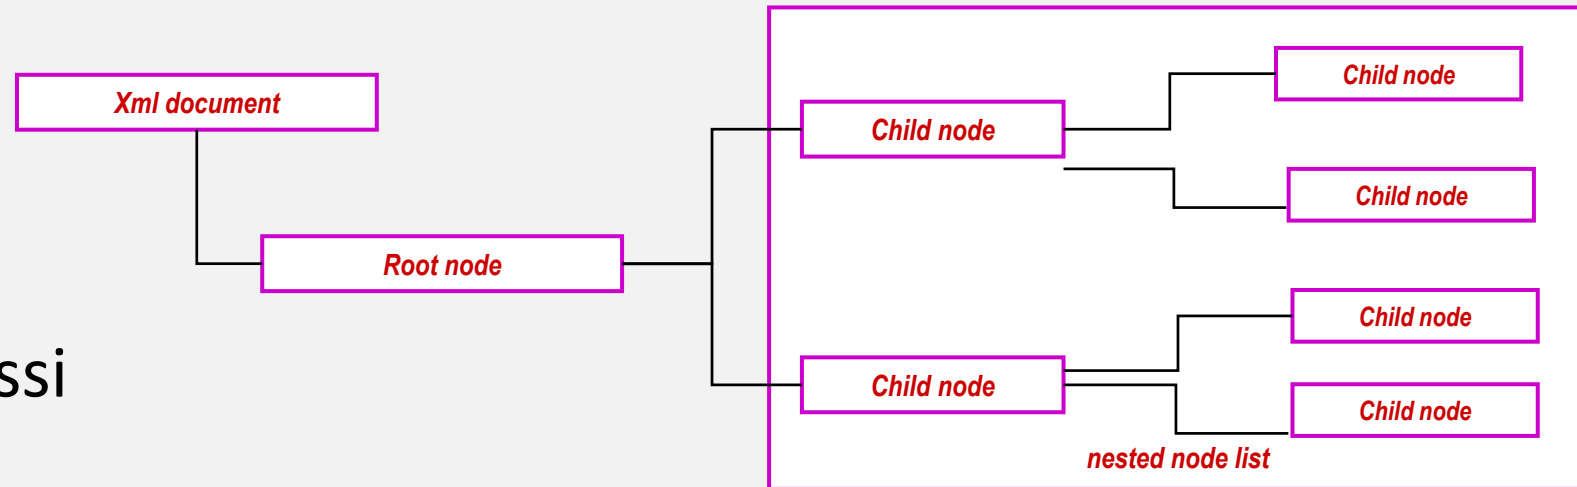 Xml document
Root node
ssi
Child node
Child node
Child node
Child node
Child node
Child node
nested node list